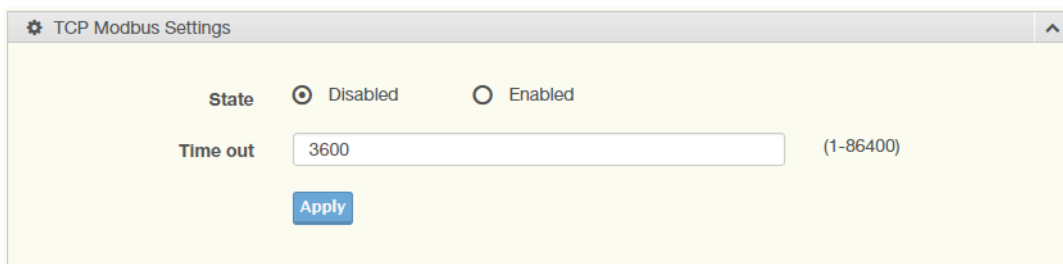 TCP Modbus Settings
State Disabled Enabled
Time out 3600 (1-86400)
Apply